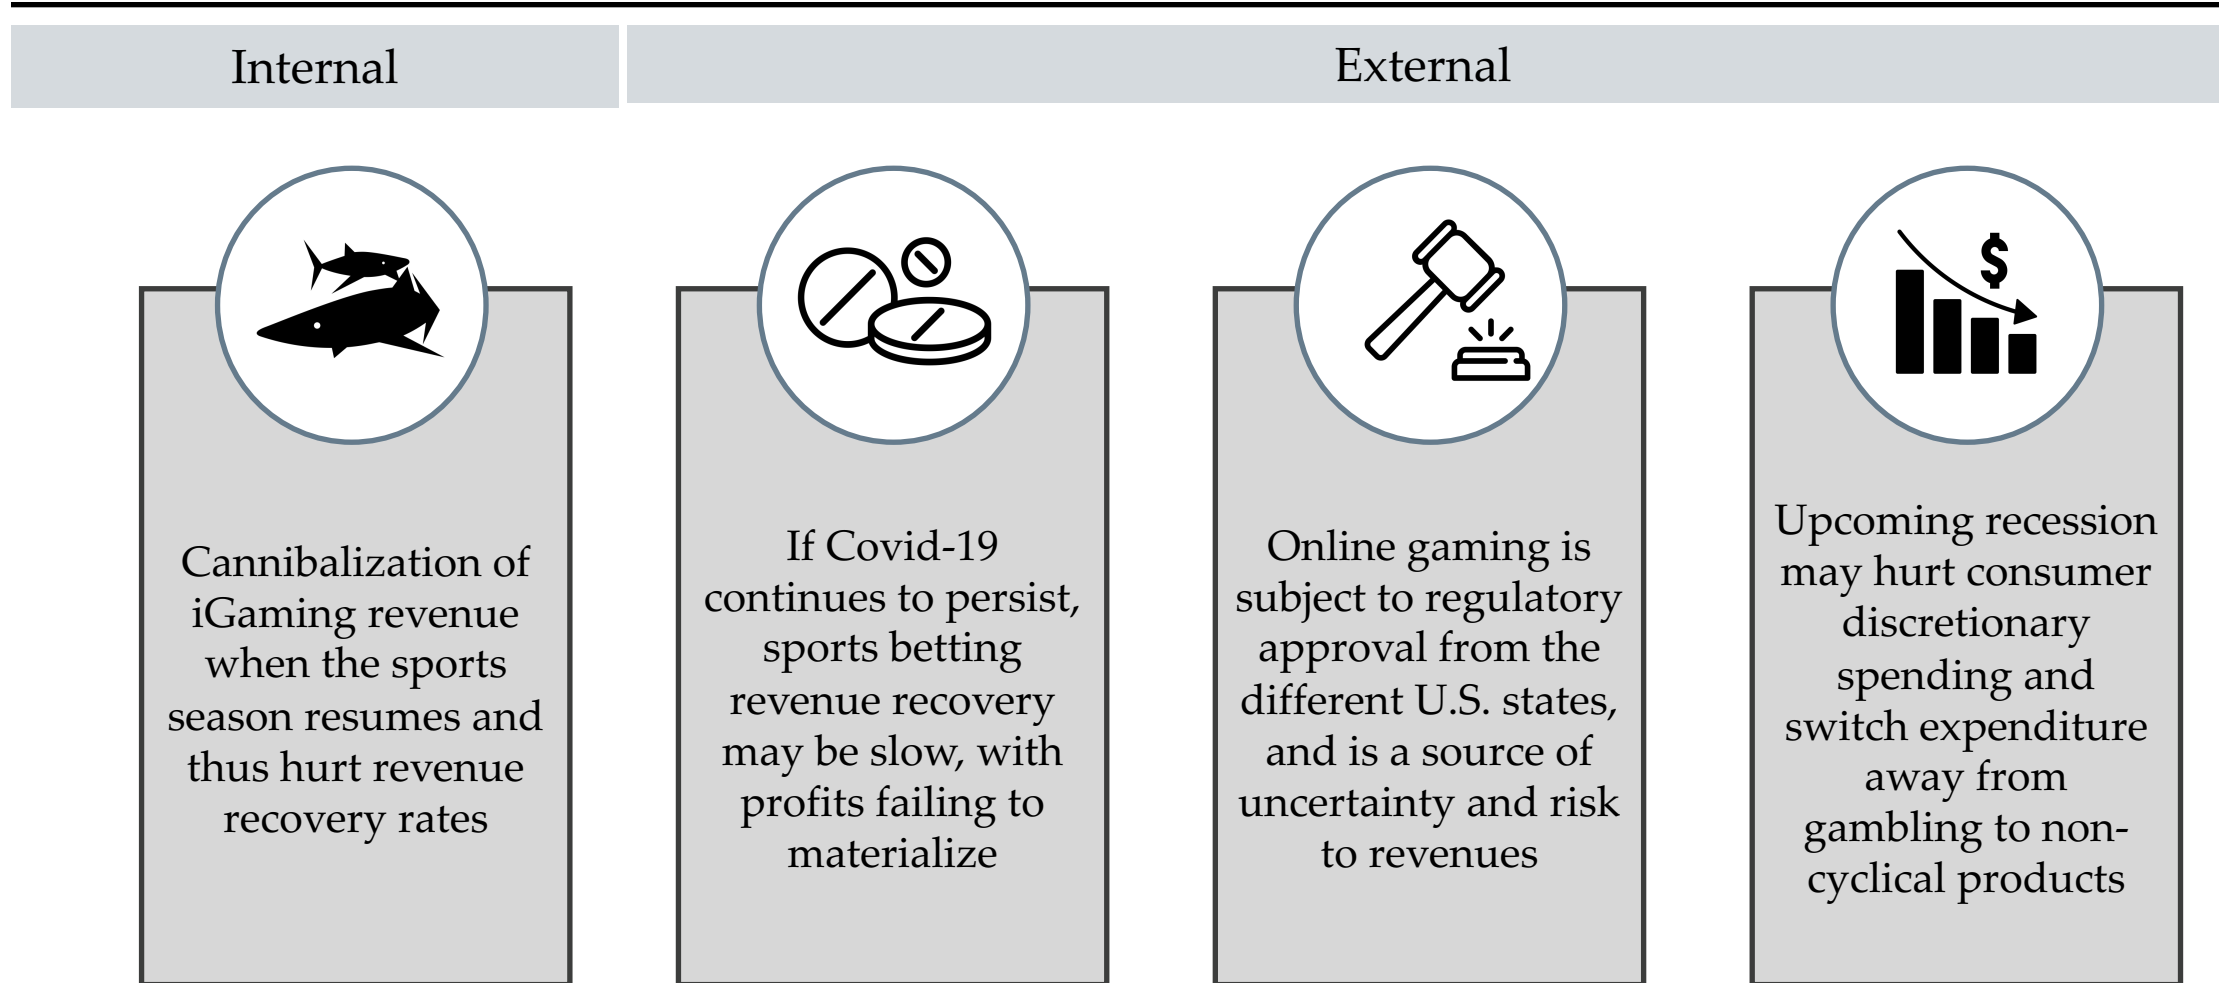 Internal
External
Cannibalization of
iGaming revenue
when the sports
season resumes and
thus hurt revenue
recovery rates
If Covid-19
continues to persist,
sports betting
revenue recovery
may be slow, with
profits failing to
materialize
Online gaming is
subject to regulatory
approval from the
different U.S. states,
and is a source of
uncertainty and risk
to revenues
$
Upcoming recession
may hurt consumer
discretionary
spending and
switch expenditure
away from
gambling to non-
cyclical products